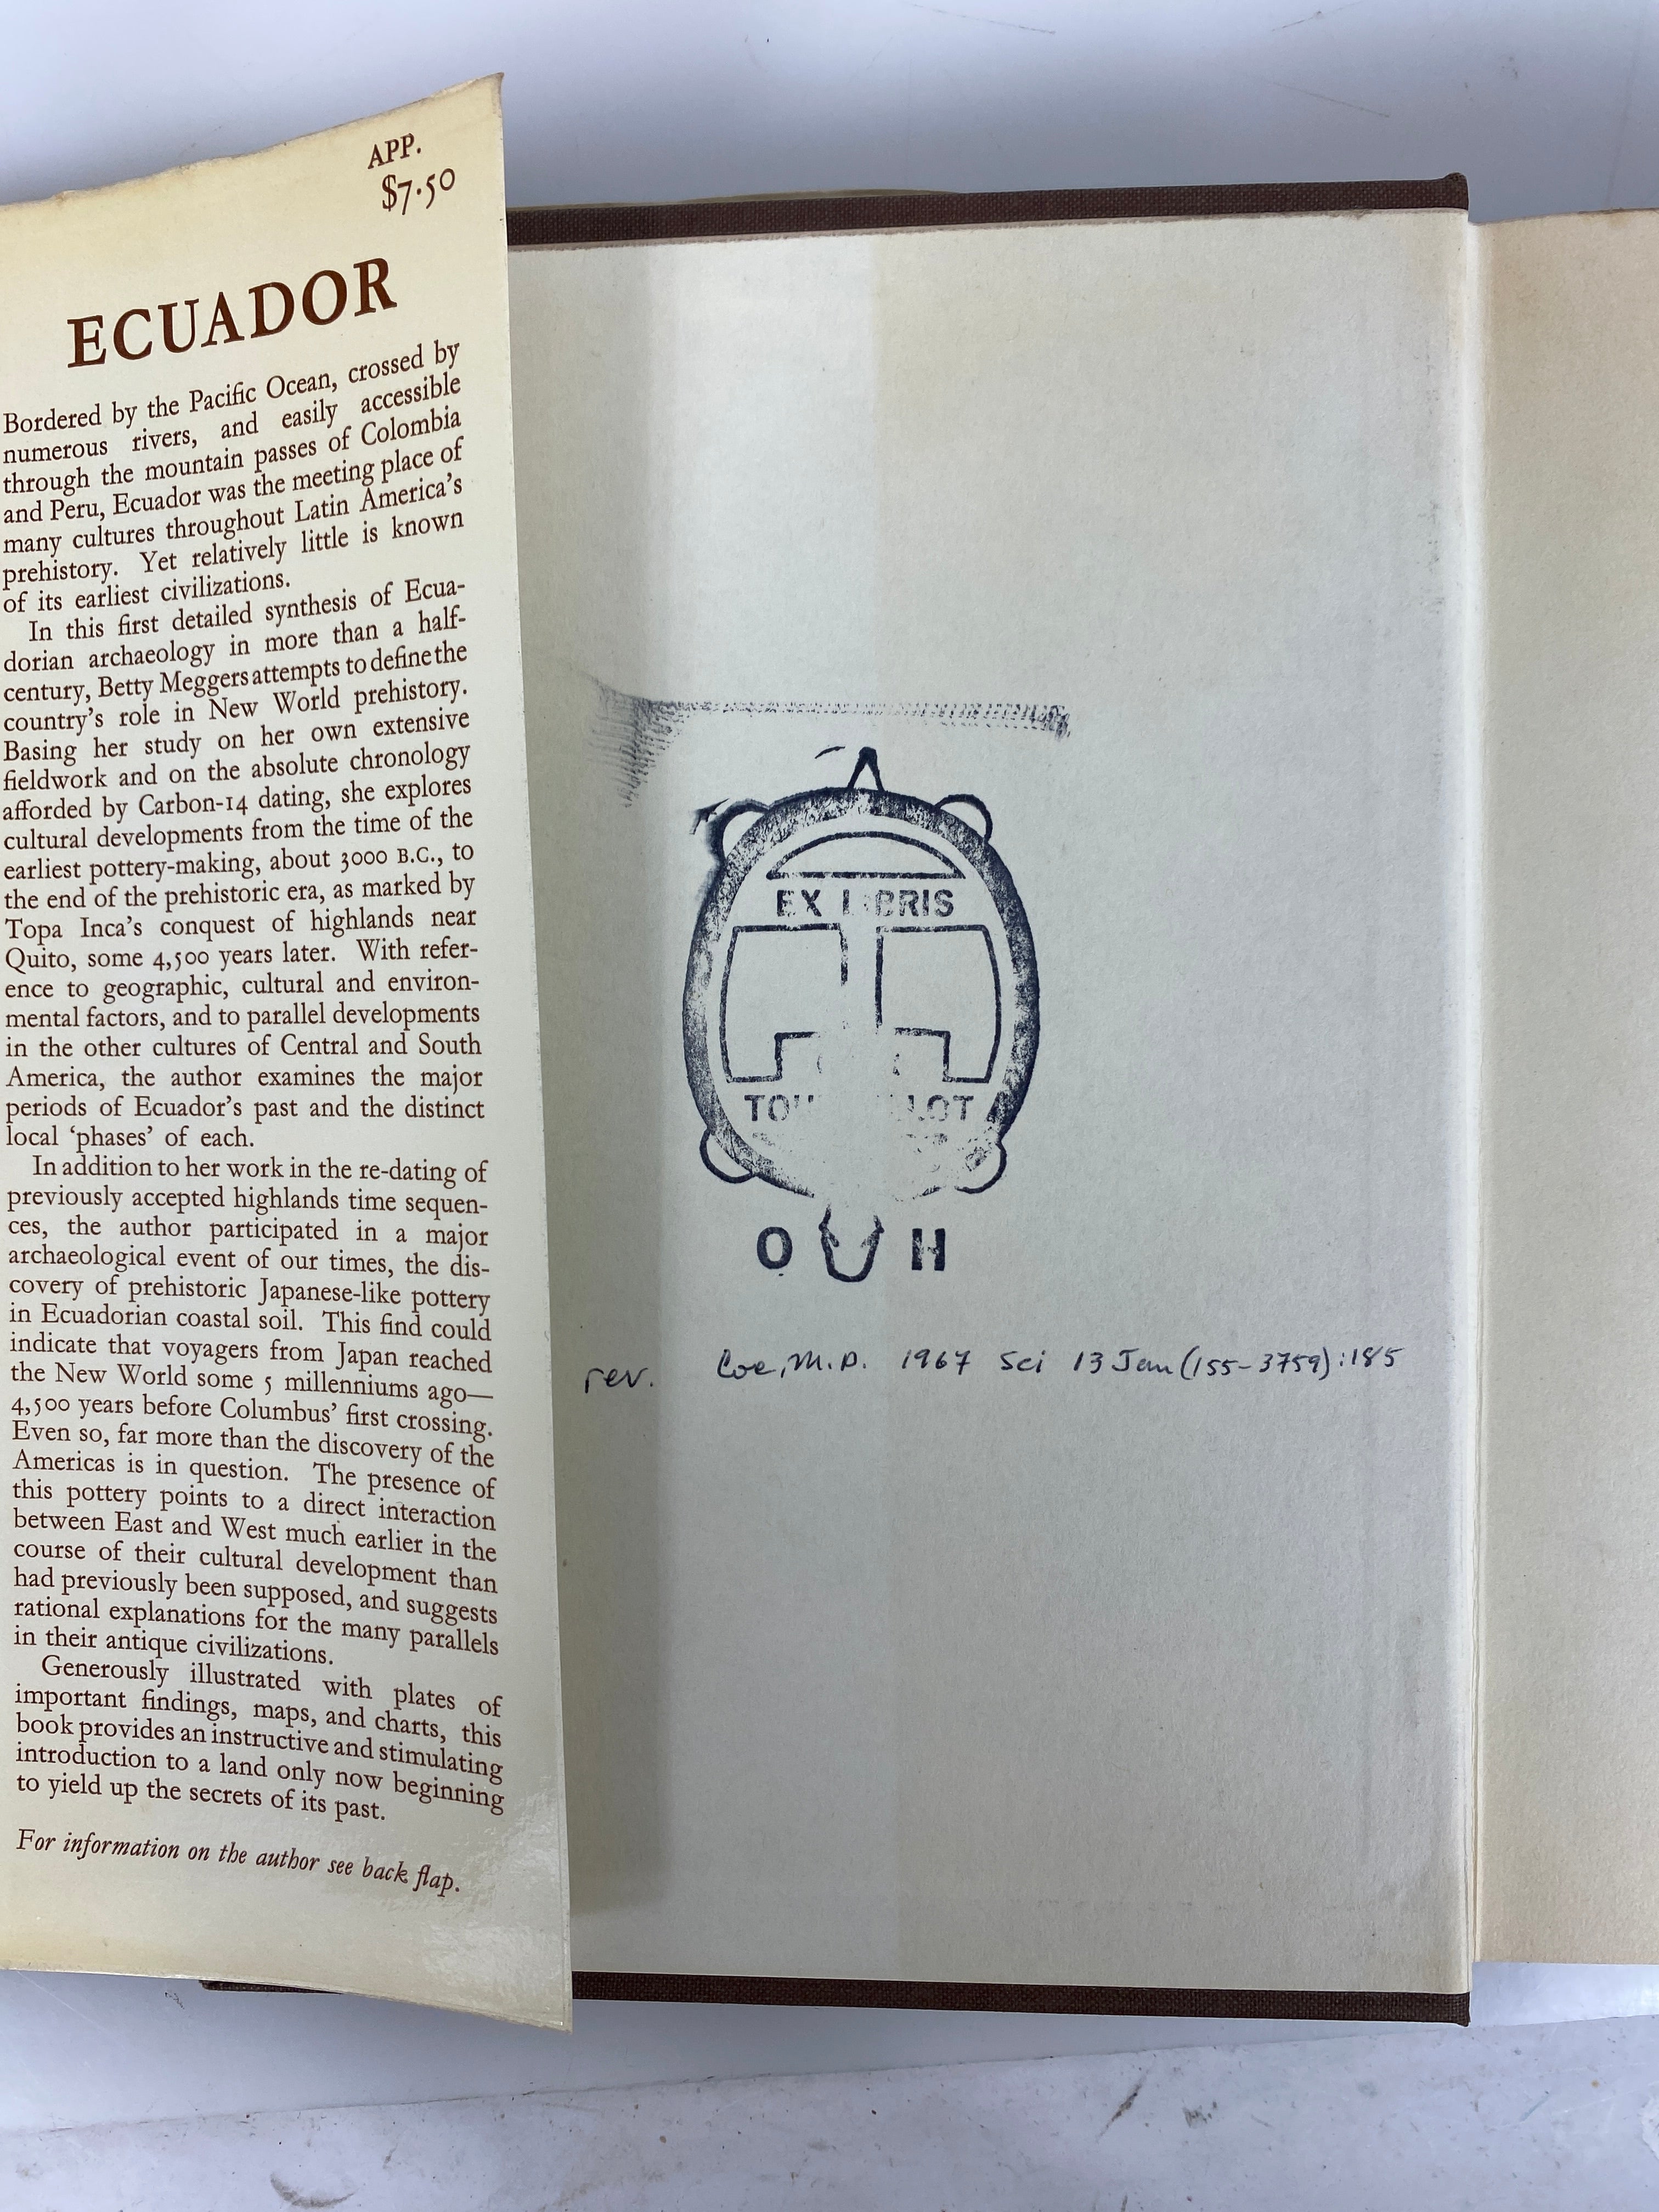 APP.
$7.50
ECUADOR
Bordered by the Pacific Ocean, crossed by
numerous rivers, and easily accessible
through the mountain passes of Colombia
and Peru, Ecuador was the meeting place of
many cultures throughout Latin America's
prehistory. Yet relatively little is known
of its earliest civilizations.
In this first detailed synthesis of Ecua-
dorian archaeology in more than a half-
century, Betty Meggers attempts to define the
country's role in New World prehistory.
Basing her study on her own extensive
fieldwork and on the absolute chronology
afforded by Carbon-14 dating, she explores
cultural developments from the time of the
earliest pottery-making, about 3000 B.C., to
the end of the prehistoric era, as marked by
Topa Inca's conquest of highlands near
Quito, some 4,500 years later. With refer-
ence to geographic, cultural and environ-
mental factors, and to parallel developments
in the other cultures of Central and South
America, the author examines the major
periods of Ecuador's past and the distinct
local 'phases' of each.
In addition to her work in the re-dating of
previously accepted highlands time sequen-
ces, the author participated in a major
archaeological event of our times, the dis-
covery of prehistoric Japanese-like pottery
in Ecuadorian coastal soil. This find could
indicate that voyagers from Japan reached
the New World some 5 millenniums ago—
4,500 years before Columbus' first crossing.
Even so, far more than the discovery of the
Americas is in question. The presence of
this pottery points to a direct interaction
between East and West much earlier in the
course of their cultural development than
had previously been supposed, and suggests
rational explanations for the many parallels
in their antique civilizations.
Generously illustrated with plates of
important findings, maps, and charts, this
book provides an instructive and stimulating
introduction to a land only now beginning
to yield up the secrets of its past.
For information on the author see back flap.
EX LIBRIS
O H
rev. Coe, M.D. 1967 Sci 13 Jan (155-3759):185